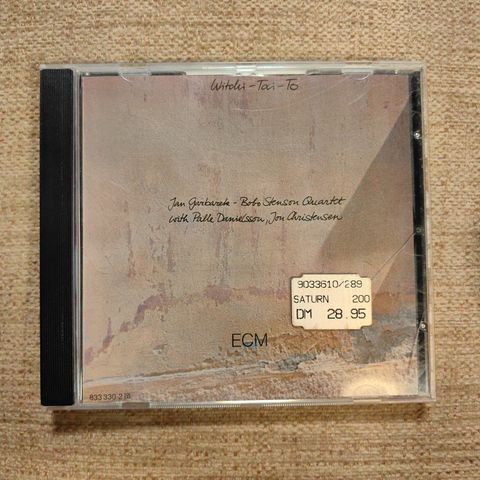 Witchi-Tai-To
Jan Garbarek - Bobo Stenson Quartet
with Palle Danielsson, Jon Christensen
9033610/289
SATURN 200
DM 28.95
ECM
833 330-2